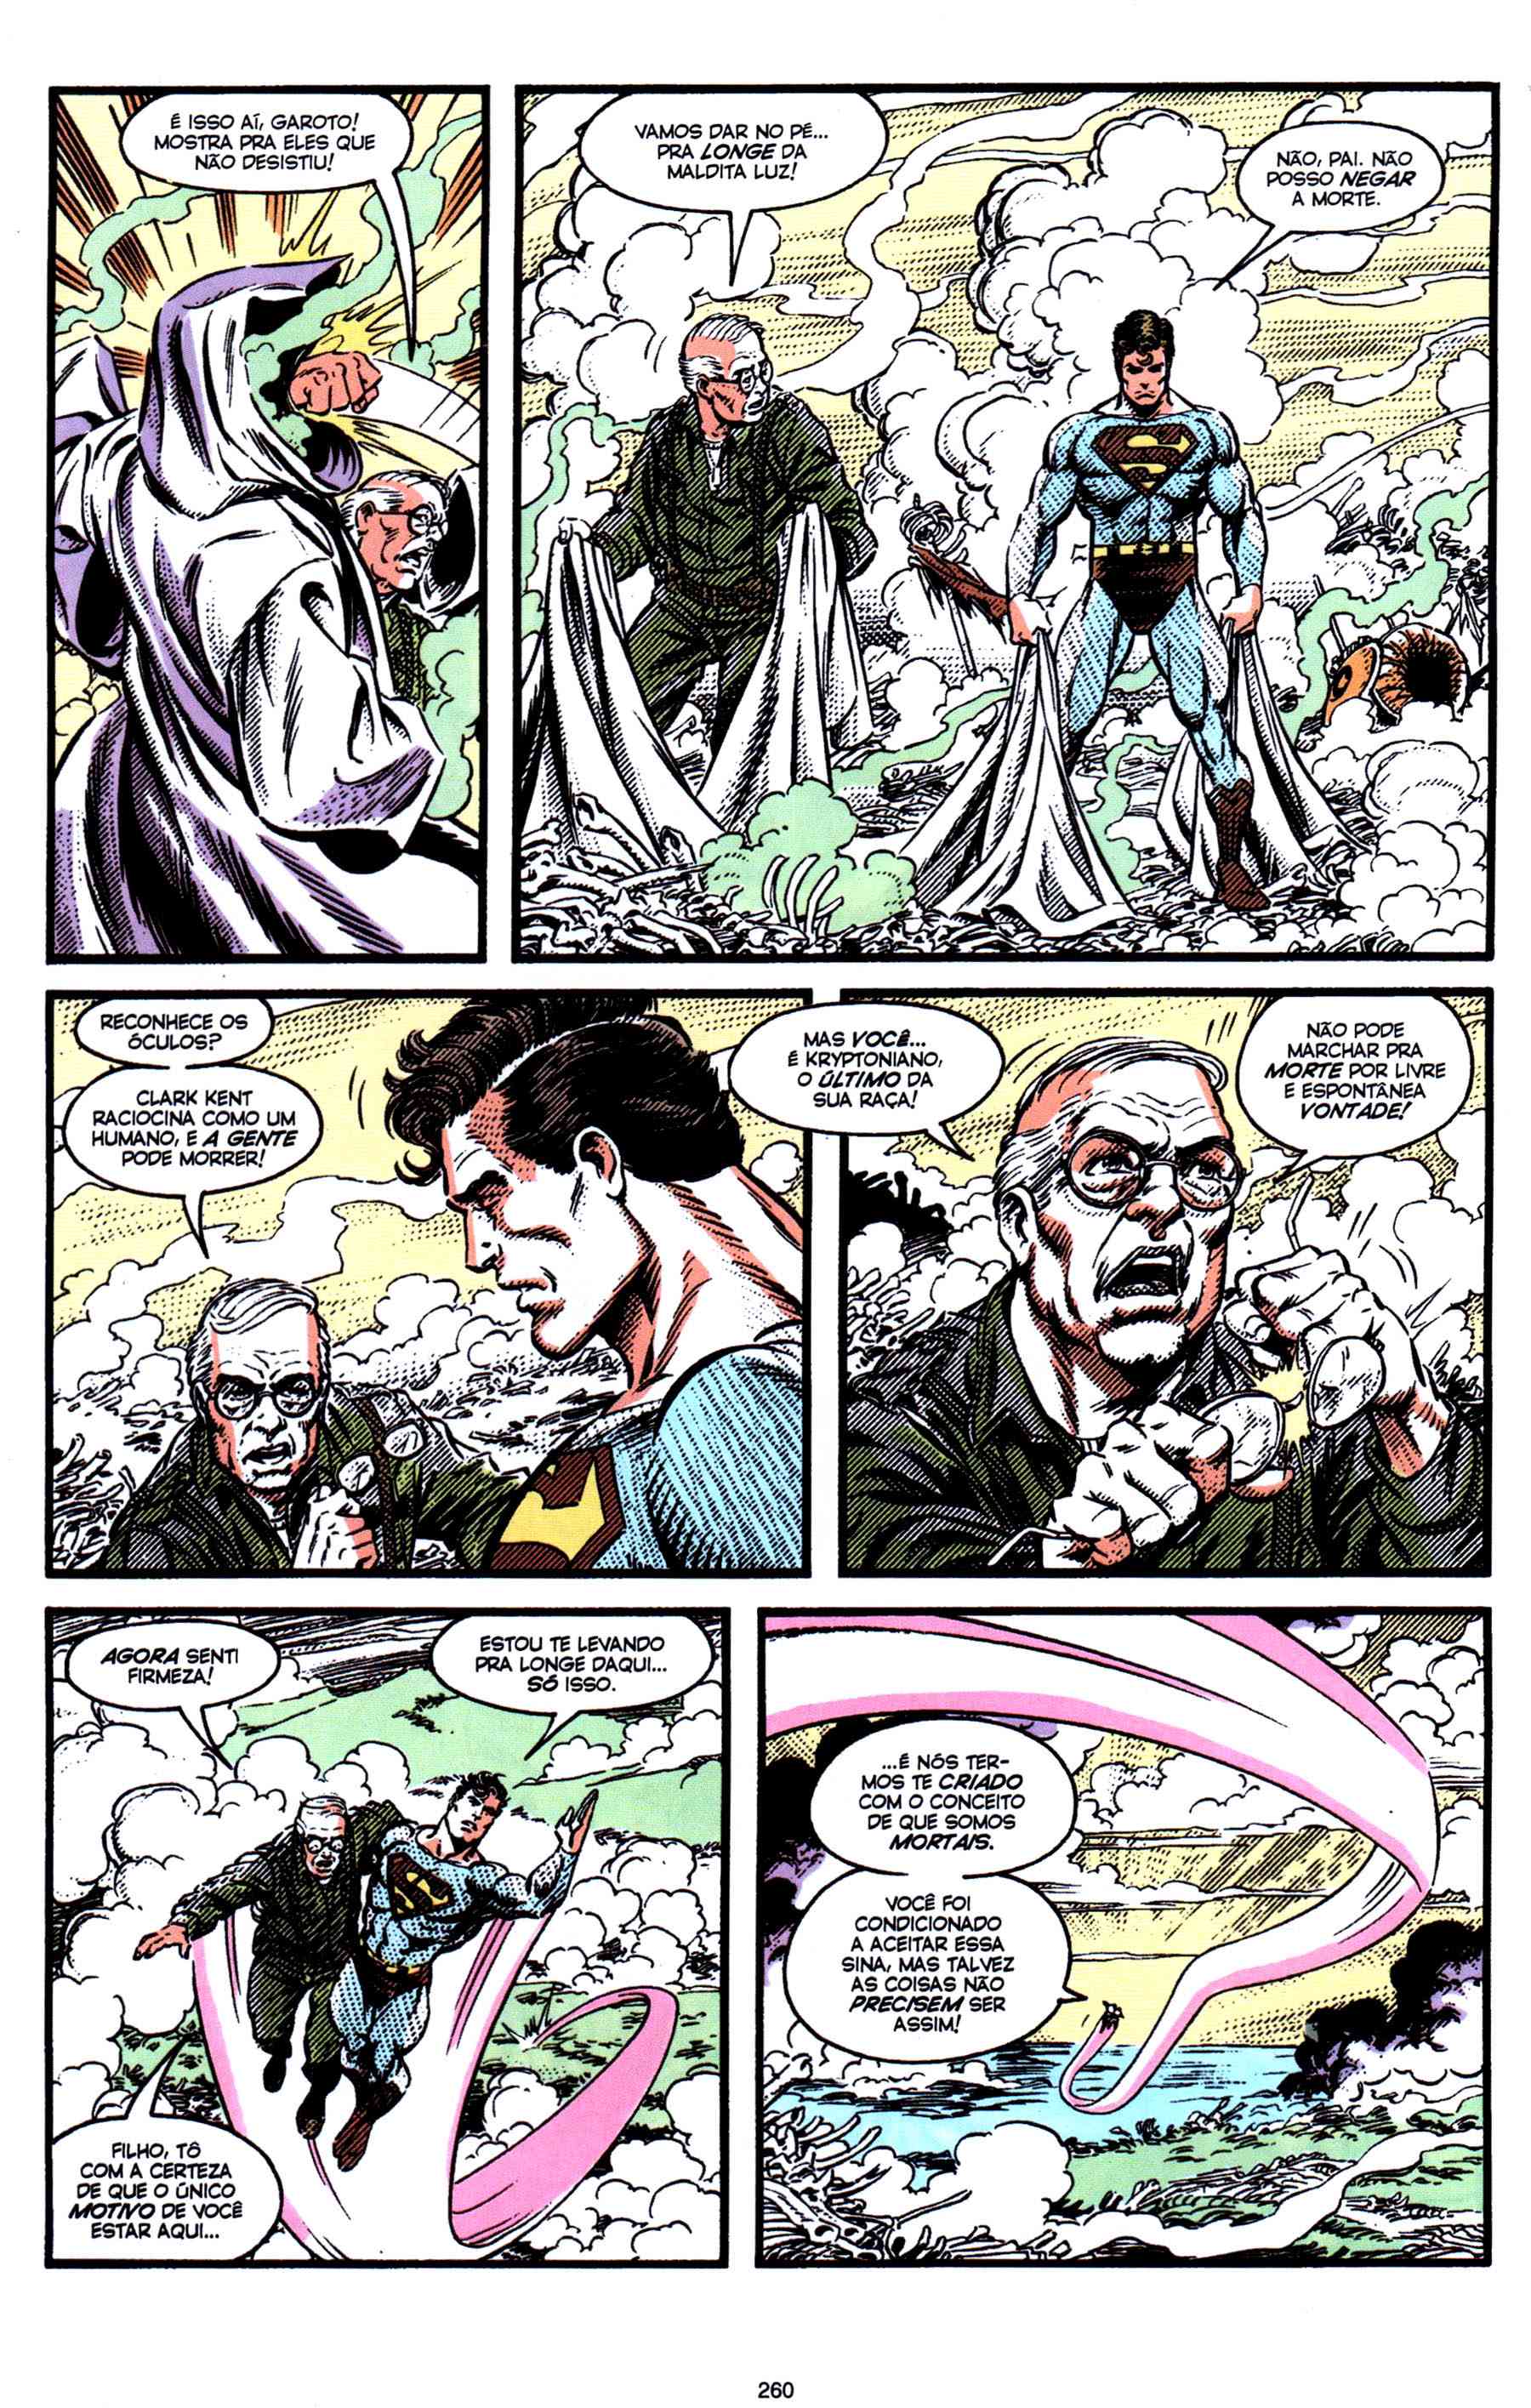 É ISSO AÍ, GAROTO!
MOSTRA PRA ELES QUE
NÃO DESISTIU!
VAMOS DAR NO PÉ...
PRA LONGE DA
MALDITA LUZ!
NÃO, PAI. NÃO
POSSO NEGAR
A MORTE.
RECONHECE OS
ÓCULOS?
CLARK KENT
RACIOCINA COMO UM
HUMANO, E A GENTE
PODE MORRER!
MAS VOCÊ...
É KRYPTONIANO,
O ÚLTIMO DA
SUA RAÇA!
NÃO PODE
MARCHAR PRA
MORTE POR LIVRE
E ESPONTÂNEA
VONTADE!
AGORA SENTI
FIRMEZA!
ESTOU TE LEVANDO
PRA LONGE DAQUI...
SÓ ISSO.
FILHO, TÔ
COM A CERTEZA
DE QUE O ÚNICO
MOTIVO DE VOCÊ
ESTAR AQUI...
...É NÓS TER-
MOS TE CRIADO
COM O CONCEITO
DE QUE SOMOS
MORTAIS.
VOCÊ FOI
CONDICIONADO
A ACEITAR ESSA
SINA, MAS TALVEZ
AS COISAS NÃO
PRECISEM SER
ASSIM!
260